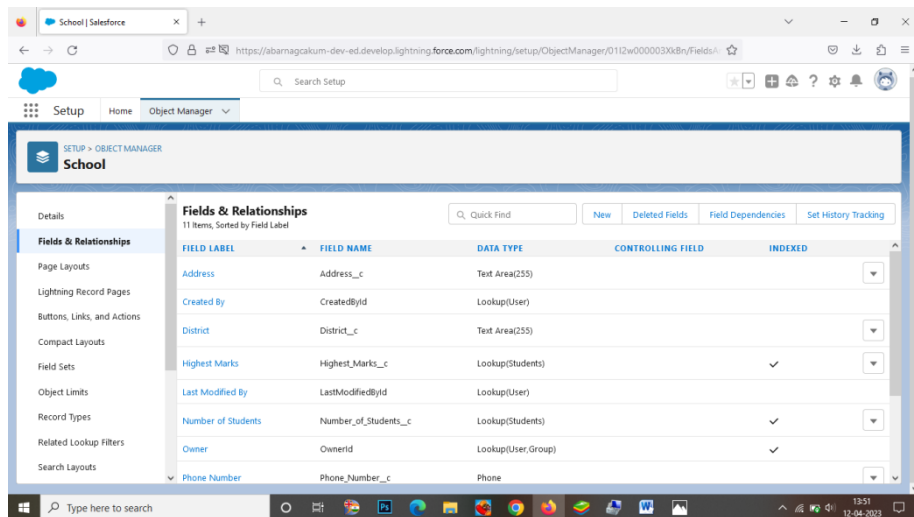 School | Salesforce
https://abarnagcakum-dev-ed.develop.lightning.force.com/lightning/setup/ObjectManager/01I2w000003XkBn/Fields
Search Setup
Setup Home Object Manager
SETUP > OBJECT MANAGER
School
Details
Fields & Relationships
Page Layouts
Lightning Record Pages
Buttons, Links, and Actions
Compact Layouts
Field Sets
Object Limits
Record Types
Related Lookup Filters
Search Layouts
Fields & Relationships
11 Items, Sorted by Field Label
Quick Find New Deleted Fields Field Dependencies Set History Tracking
FIELD LABEL FIELD NAME DATA TYPE CONTROLLING FIELD INDEXED
Address Address__c Text Area(255)
Created By CreatedById Lookup(User)
District District__c Text Area(255)
Highest Marks Highest_Marks__c Lookup(Students)
Last Modified By LastModifiedById Lookup(User)
Number of Students Number_of_Students__c Lookup(Students)
Owner OwnerId Lookup(User,Group)
Phone Number Phone_Number__c Phone
Type here to search
Ps
W
13:51
12-04-2023